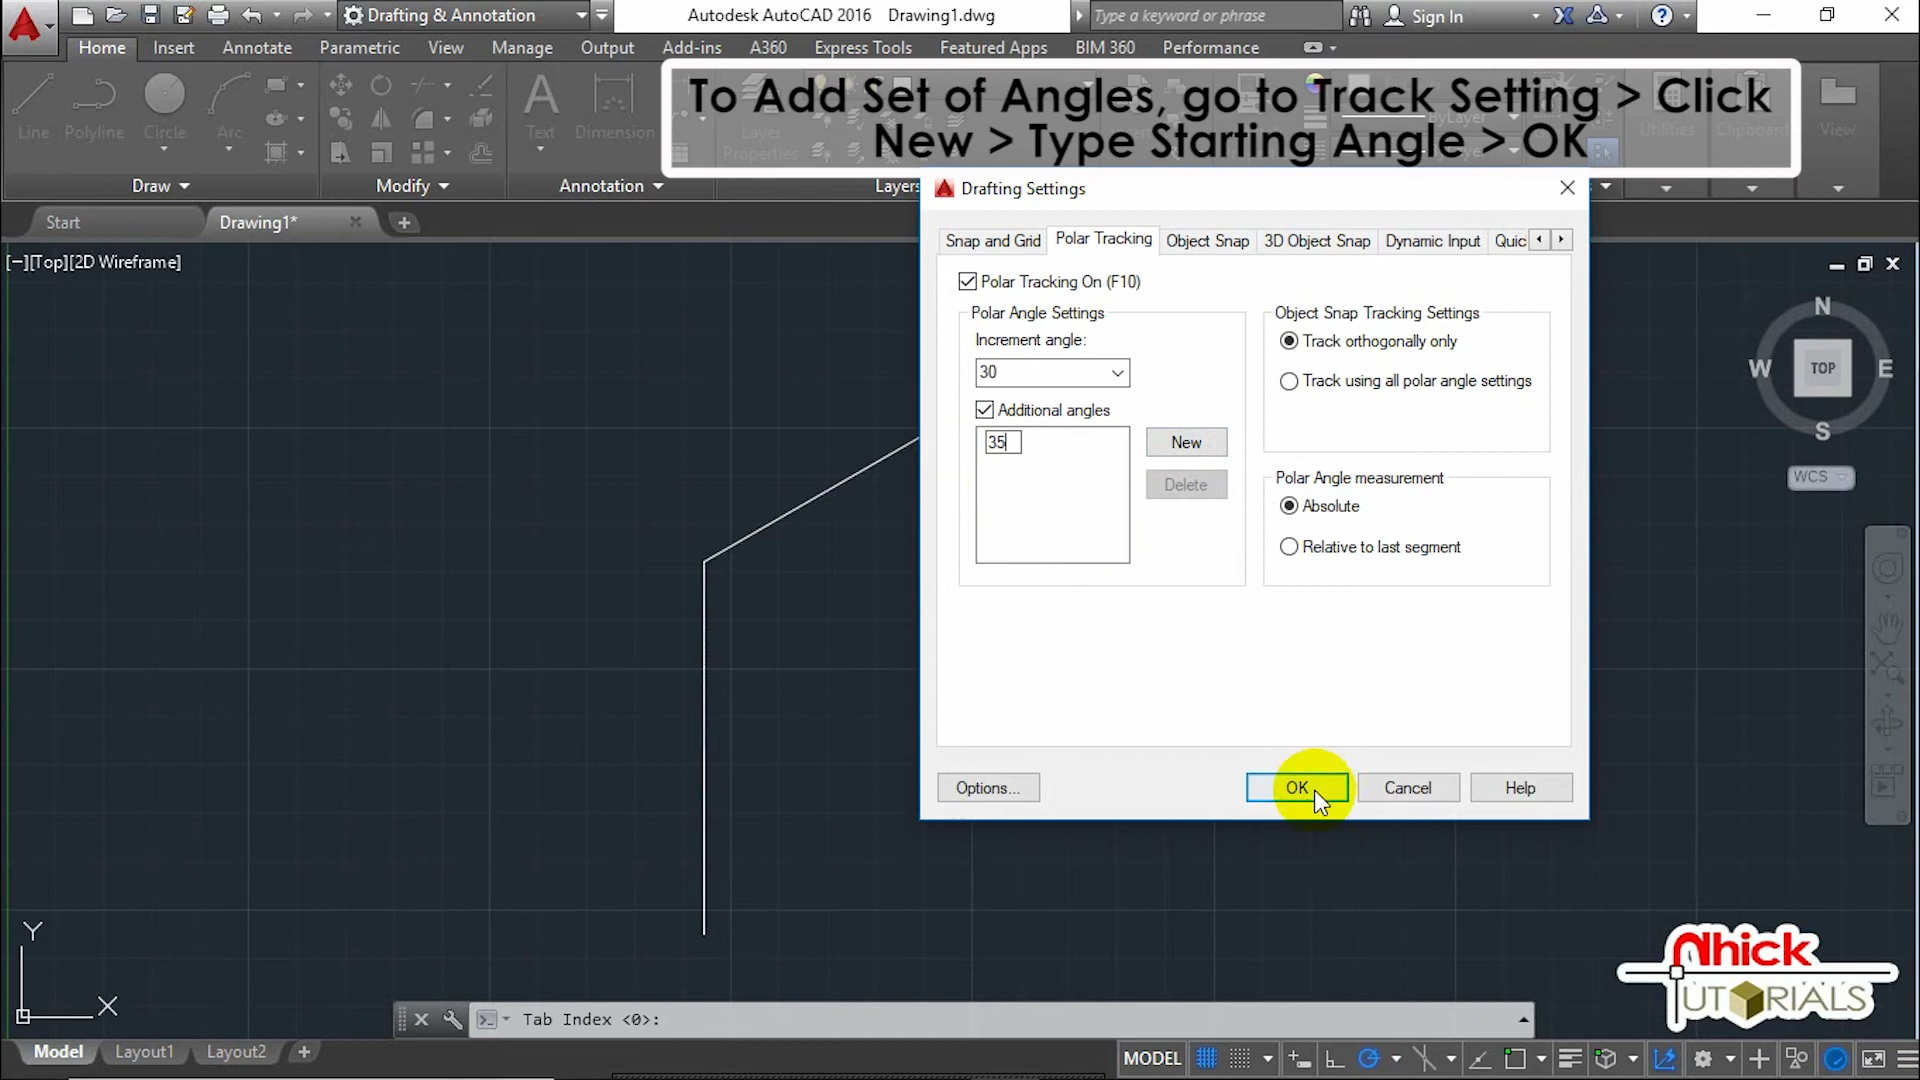 Drafting & Annotation
Autodesk AutoCAD 2016 Drawing1.dwg
Type a keyword or phrase
Sign In
Home Insert Annotate Parametric View Manage Output Add-ins A360 Express Tools Featured Apps BIM 360 Performance
To Add Set of Angles, go to Track Setting > Click
New > Type Starting Angle > OK
Line Polyline Circle Arc Text Dimension Layer
Properties
ByLayer
Utilities Clipboard View
Draw Modify Annotation Layers
Start Drawing1*
[−][Top][2D Wireframe]
Drafting Settings
Snap and Grid Polar Tracking Object Snap 3D Object Snap Dynamic Input Quic
Polar Tracking On (F10)
Polar Angle Settings
Increment angle:
30
Additional angles
35
New
Delete
Object Snap Tracking Settings
Track orthogonally only
Track using all polar angle settings
Polar Angle measurement
Absolute
Relative to last segment
Options... OK Cancel Help
N
W TOP E
S
WCS
Y
X
Nhick
TUTORIALS
Tab Index <0>:
Model Layout1 Layout2
MODEL